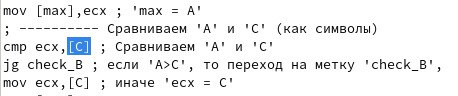 mov [max],ecx ; 'max = A'
; ---------- Сравниваем 'A' и 'С' (как символы)
cmp ecx,[C] ; Сравниваем 'A' и 'С'
jg check_B ; если 'A>C', то переход на метку 'check_B',
mov ecx,[C] ; иначе 'ecx = C'